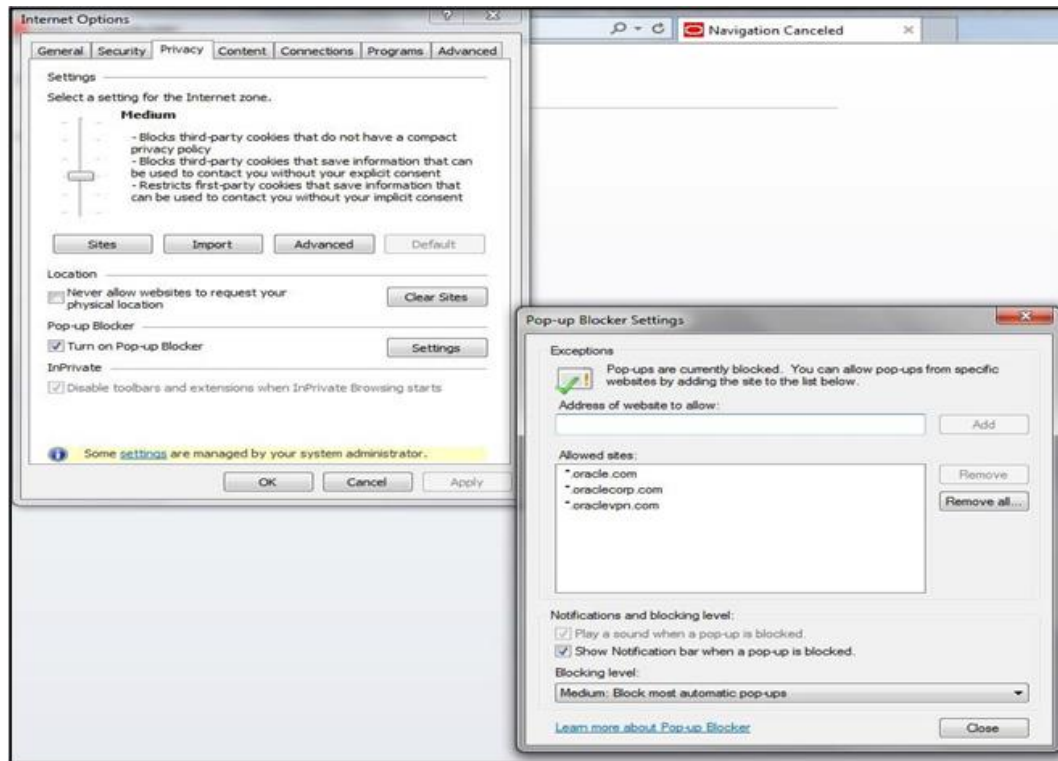 Internet Options
Navigation Canceled
General Security Privacy Content Connections Programs Advanced
Settings
Select a setting for the Internet zone.
Medium
- Blocks third-party cookies that do not have a compact
privacy policy
- Blocks third-party cookies that save information that can
be used to contact you without your explicit consent
- Restricts first-party cookies that save information that
can be used to contact you without your implicit consent
Sites Import Advanced Default
Location
Never allow websites to request your
physical location
Clear Sites
Pop-up Blocker
Turn on Pop-up Blocker
Settings
InPrivate
Disable toolbars and extensions when InPrivate Browsing starts
Some settings are managed by your system administrator.
OK Cancel Apply
Pop-up Blocker Settings
Exceptions
Pop-ups are currently blocked. You can allow pop-ups from specific
websites by adding the site to the list below.
Address of website to allow:
Add
Allowed sites:
*.oracle.com
*.oraclecorp.com
*.oraclevpn.com
Remove
Remove all...
Notifications and blocking level:
Play a sound when a pop-up is blocked.
Show Notification bar when a pop-up is blocked.
Blocking level:
Medium: Block most automatic pop-ups
Learn more about Pop-up Blocker
Close